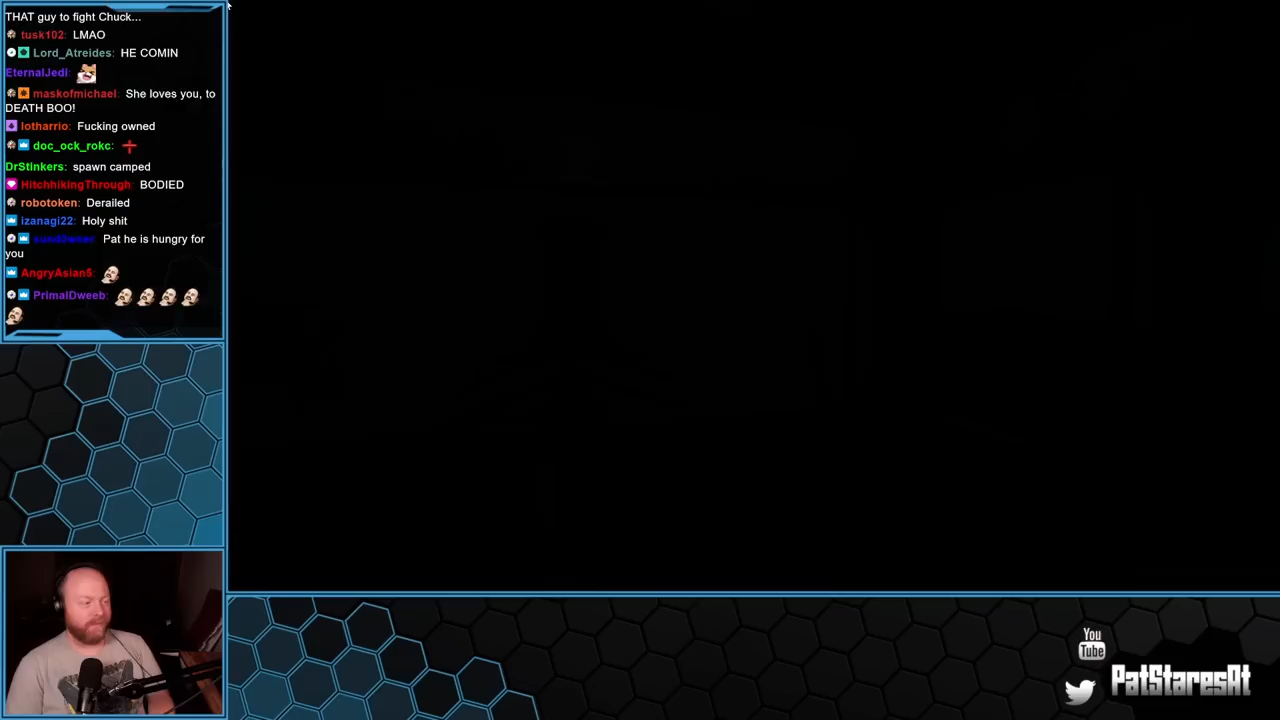 THAT guy to fight Chuck...
tusk102: LMAO
Lord_Atreides: HE COMIN
EternalJedi:
maskofmichael: She loves you, to
DEATH BOO!
lotharrio: Fucking owned
doc_ock_rokc:
DrStinkers: spawn camped
HitchhikingThrough: BODIED
robotoken: Derailed
izanagi22: Holy shit
Pat he is hungry for
you
AngryAsian5:
PrimalDweeb:
You
Tube
PatStaresAt